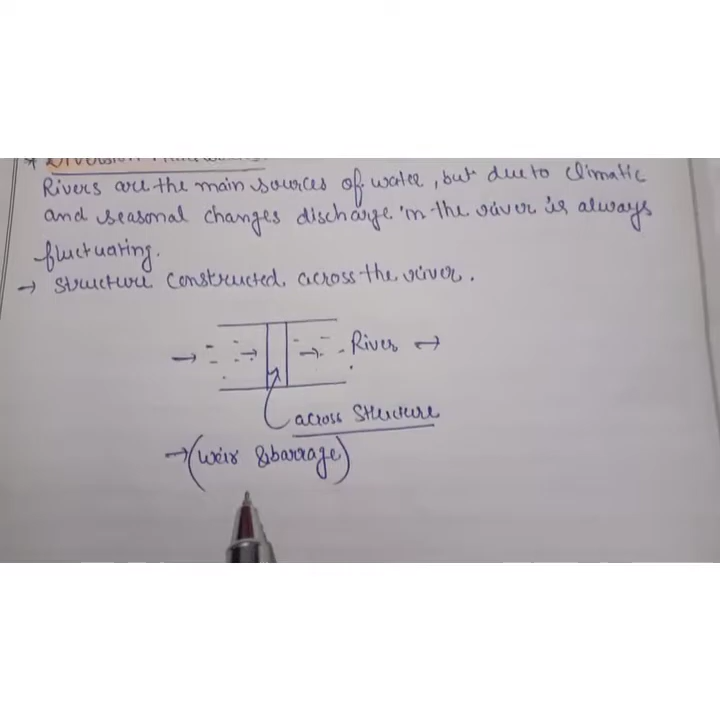 Rivers are the main sources of water, but due to climatic
and seasonal changes discharge in the river is always
fluctuating.
→ Structure constructed across the river.
→ → → River →
across structure
→ (weir & barrage)